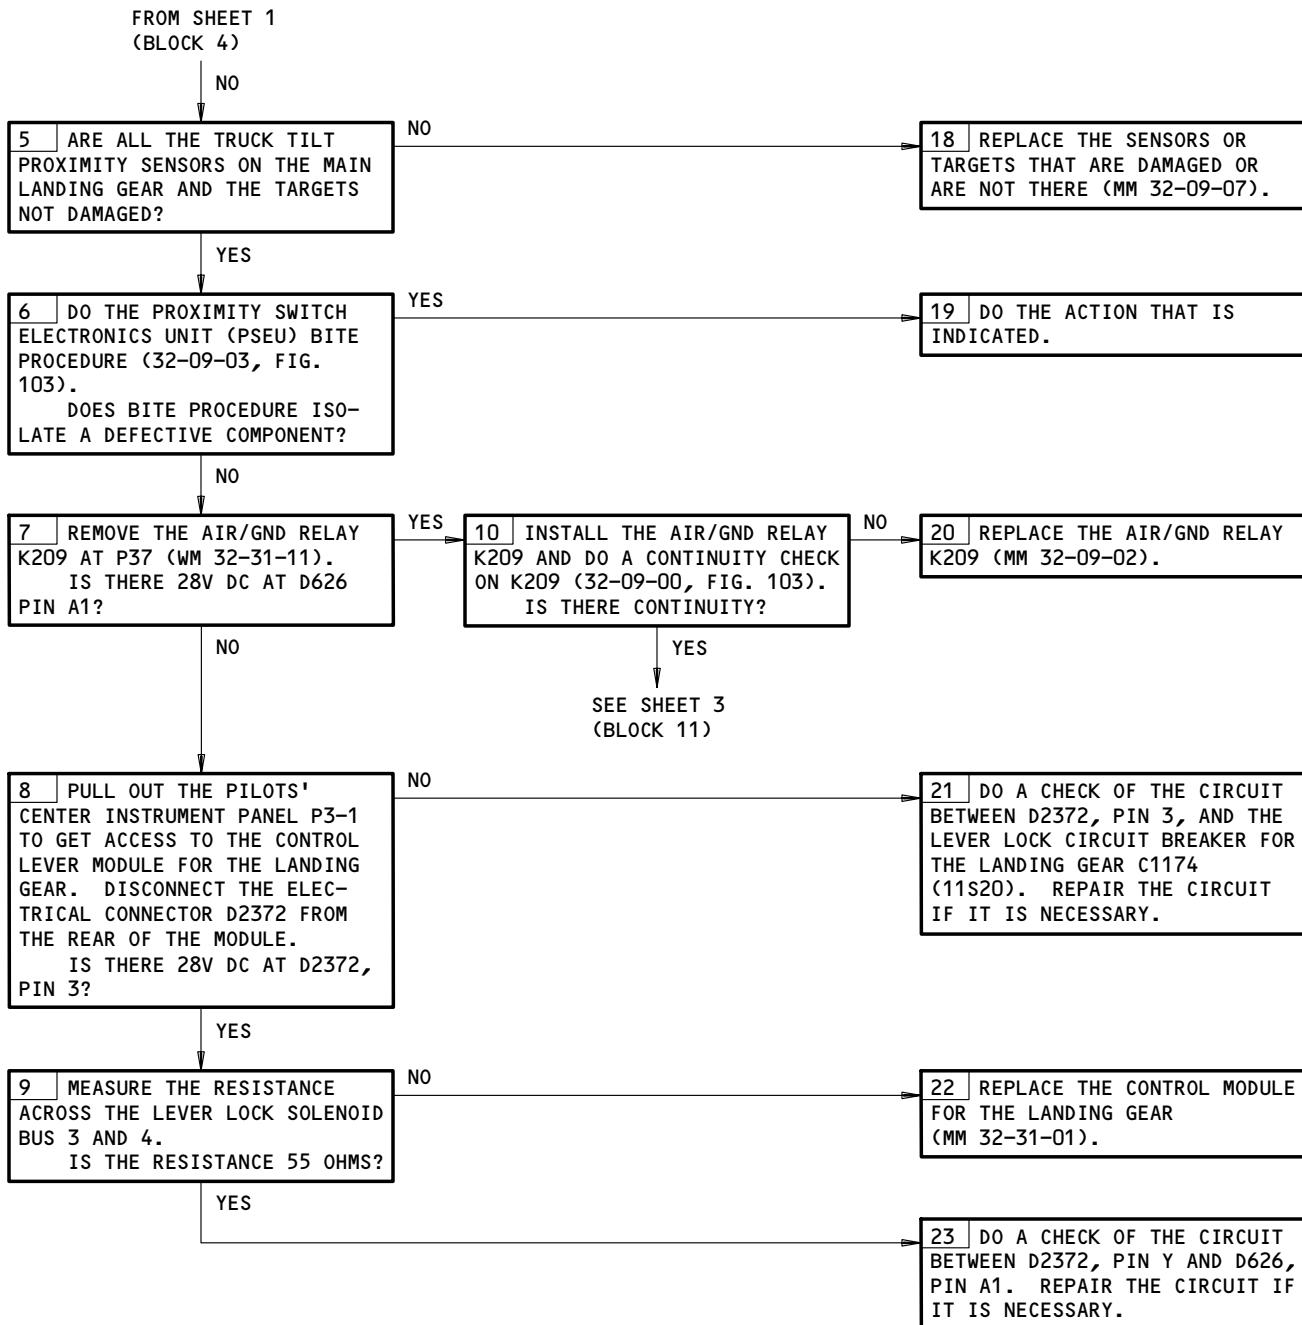 FROM SHEET 1
(BLOCK 4)
NO
5 ARE ALL THE TRUCK TILT
PROXIMITY SENSORS ON THE MAIN
LANDING GEAR AND THE TARGETS
NOT DAMAGED?
NO
18 REPLACE THE SENSORS OR
TARGETS THAT ARE DAMAGED OR
ARE NOT THERE (MM 32-09-07).
YES
6 DO THE PROXIMITY SWITCH
ELECTRONICS UNIT (PSEU) BITE
PROCEDURE (32-09-03, FIG.
103).
DOES BITE PROCEDURE ISO-
LATE A DEFECTIVE COMPONENT?
YES
19 DO THE ACTION THAT IS
INDICATED.
NO
7 REMOVE THE AIR/GND RELAY
K209 AT P37 (WM 32-31-11).
IS THERE 28V DC AT D626
PIN A1?
YES
10 INSTALL THE AIR/GND RELAY
K209 AND DO A CONTINUITY CHECK
ON K209 (32-09-00, FIG. 103).
IS THERE CONTINUITY?
NO
20 REPLACE THE AIR/GND RELAY
K209 (MM 32-09-02).
NO
YES
SEE SHEET 3
(BLOCK 11)
8 PULL OUT THE PILOTS'
CENTER INSTRUMENT PANEL P3-1
TO GET ACCESS TO THE CONTROL
LEVER MODULE FOR THE LANDING
GEAR. DISCONNECT THE ELEC-
TRICAL CONNECTOR D2372 FROM
THE REAR OF THE MODULE.
IS THERE 28V DC AT D2372,
PIN 3?
NO
21 DO A CHECK OF THE CIRCUIT
BETWEEN D2372, PIN 3, AND THE
LEVER LOCK CIRCUIT BREAKER FOR
THE LANDING GEAR C1174
(11S20). REPAIR THE CIRCUIT
IF IT IS NECESSARY.
YES
9 MEASURE THE RESISTANCE
ACROSS THE LEVER LOCK SOLENOID
BUS 3 AND 4.
IS THE RESISTANCE 55 OHMS?
NO
22 REPLACE THE CONTROL MODULE
FOR THE LANDING GEAR
(MM 32-31-01).
YES
23 DO A CHECK OF THE CIRCUIT
BETWEEN D2372, PIN Y AND D626,
PIN A1. REPAIR THE CIRCUIT IF
IT IS NECESSARY.